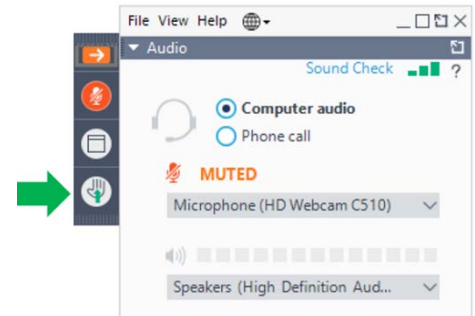 File View Help
Audio
Sound Check ?
Computer audio
Phone call
MUTED
Microphone (HD Webcam C510)
Speakers (High Definition Aud...